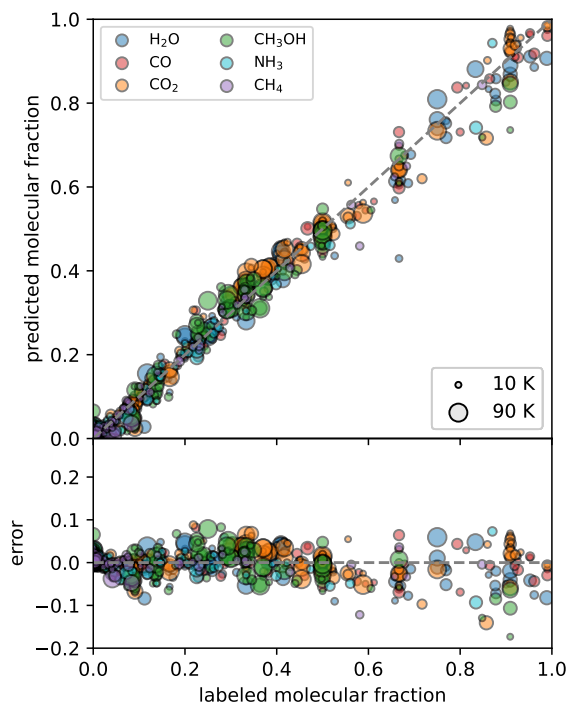 1.0
0.8
0.6
0.4
0.2
0.0
predicted molecular fraction
H₂O
CO
CO₂
CH₃OH
NH₃
CH₄
10 K
90 K
0.2
0.1
0.0
−0.1
−0.2
error
0.0 0.2 0.4 0.6 0.8 1.0
labeled molecular fraction